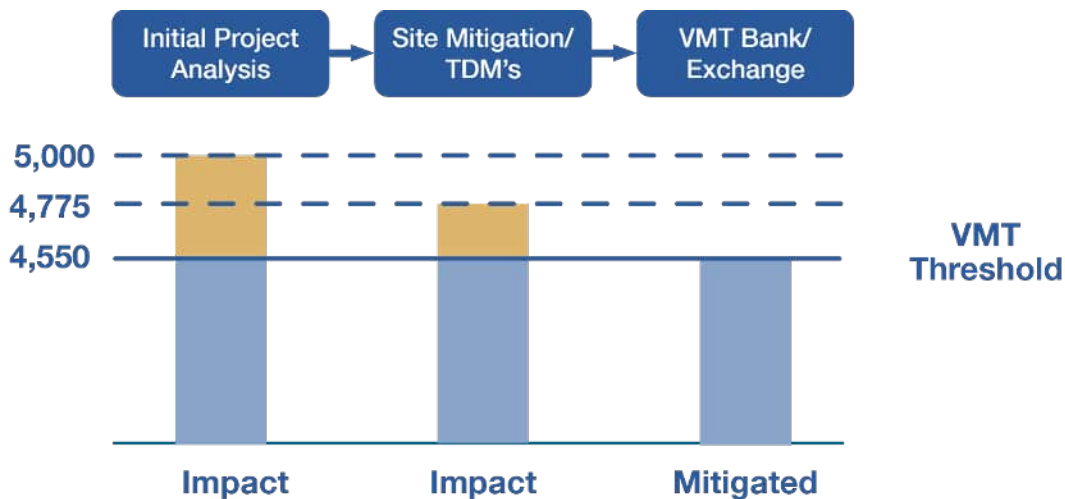 Initial Project
Analysis
Site Mitigation/
TDM's
VMT Bank/
Exchange
5,000
4,775
4,550
VMT
Threshold
Impact
Impact
Mitigated